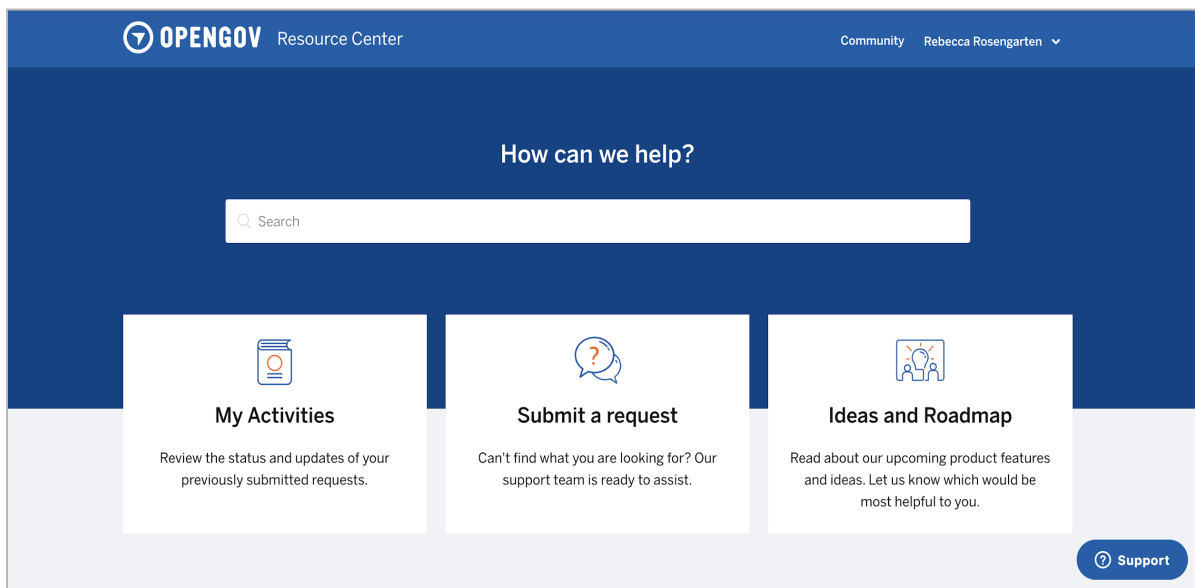 OPENGOV Resource Center
Community Rebecca Rosengarten
How can we help?
Search
?
My Activities
Review the status and updates of your
previously submitted requests.
Submit a request
Can't find what you are looking for? Our
support team is ready to assist.
Ideas and Roadmap
Read about our upcoming product features
and ideas. Let us know which would be
most helpful to you.
? Support